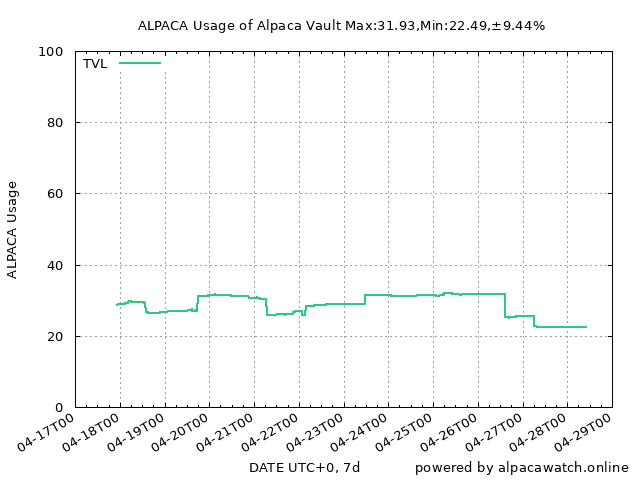 ALPACA Usage of Alpaca Vault Max:31.93,Min:22.49,±9.44%
TVL
100
80
60
40
20
0
ALPACA Usage
04-17T00
04-18T00
04-19T00
04-20T00
04-21T00
04-22T00
04-23T00
04-24T00
04-25T00
04-26T00
04-27T00
04-28T00
04-29T00
DATE UTC+0, 7d
powered by alpacawatch.online